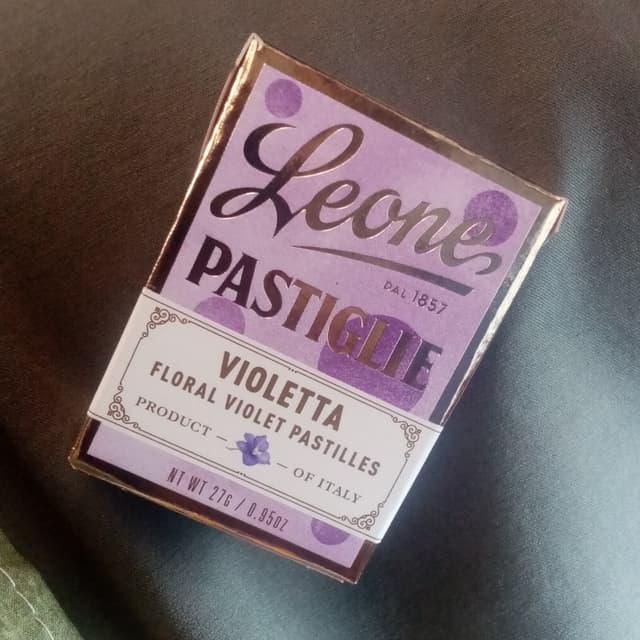 Leone
DAL 1857
PASTIGLIE
VIOLETTA
FLORAL VIOLET PASTILLES
PRODUCT — — OF ITALY
NT WT 27G / 0.95OZ